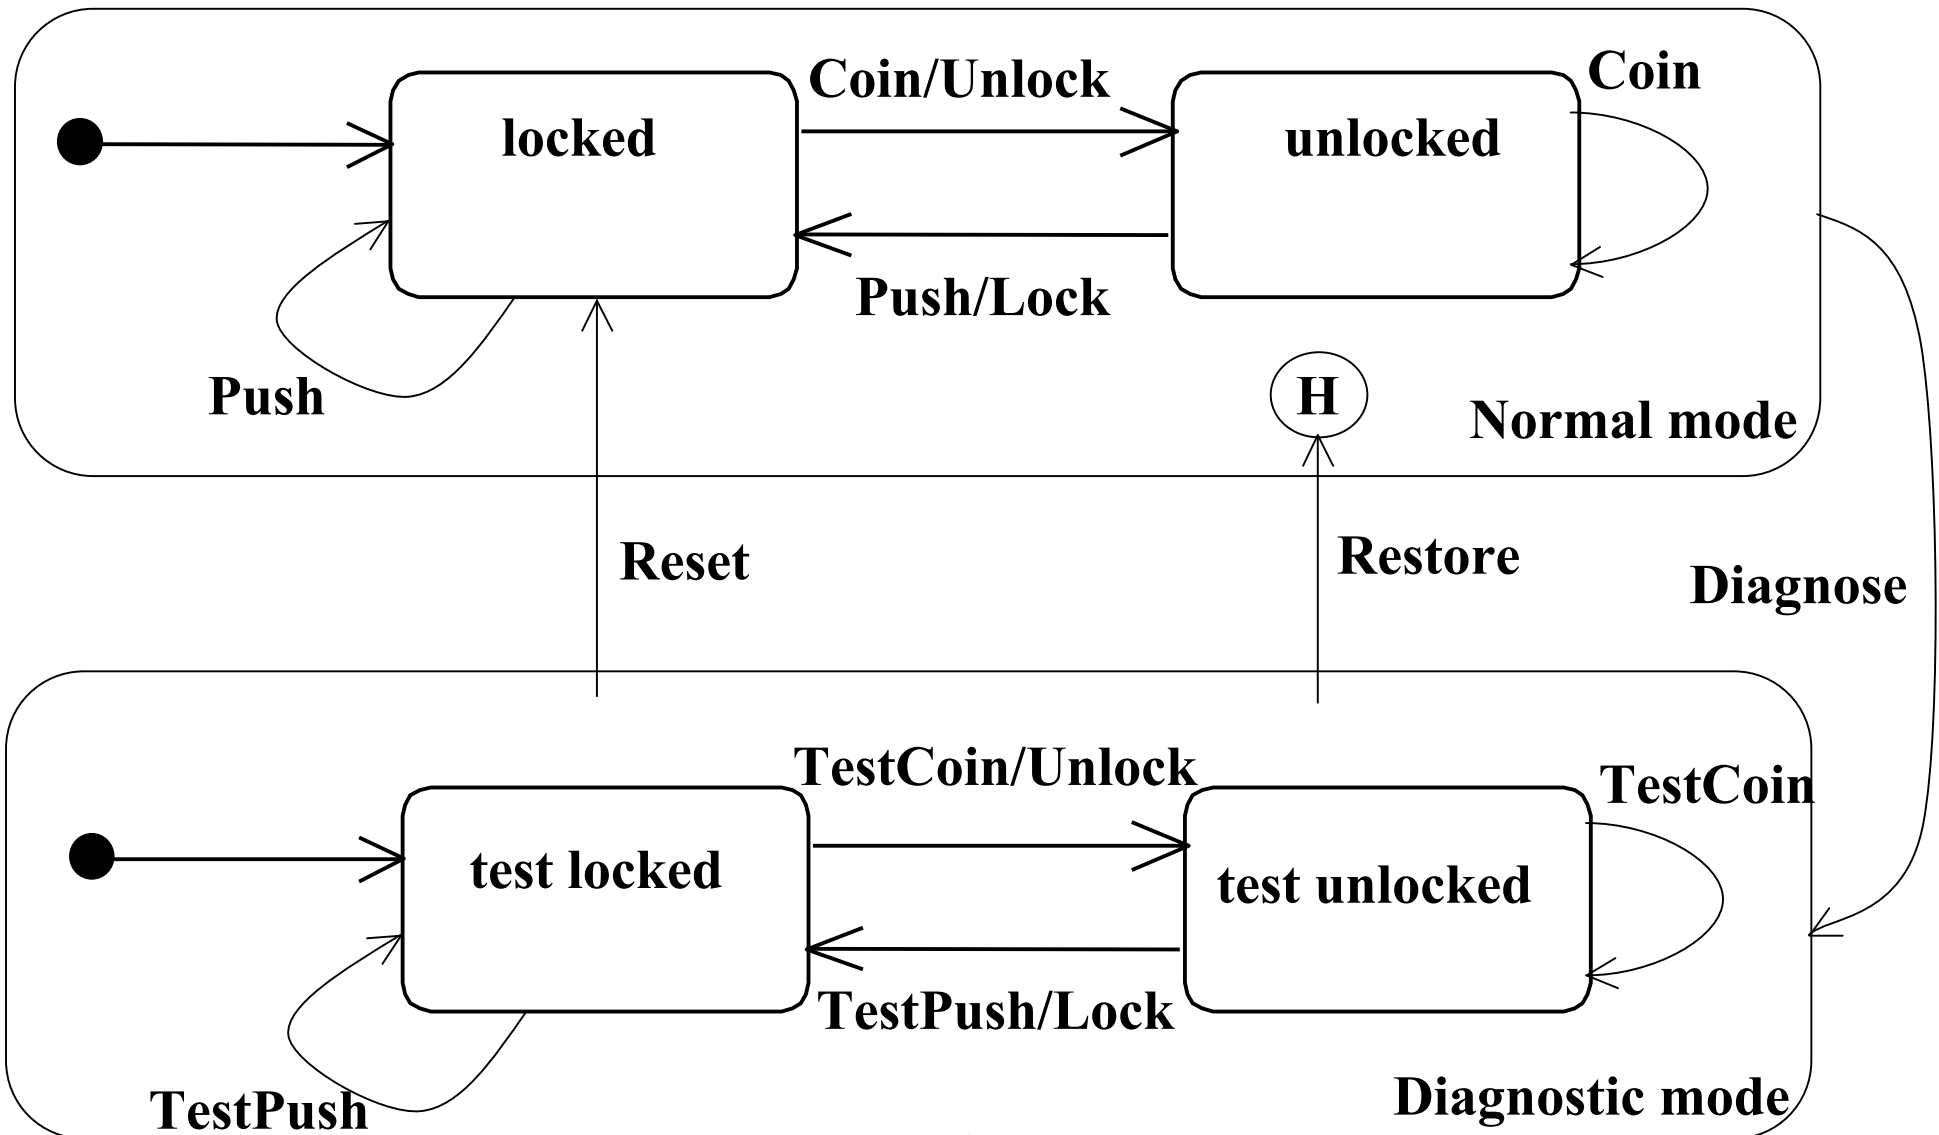 Coin/Unlock
Coin
locked
unlocked
Push/Lock
Push
H
Normal mode
Reset
Restore
Diagnose
TestCoin/Unlock
TestCoin
test locked
test unlocked
TestPush/Lock
TestPush
Diagnostic mode